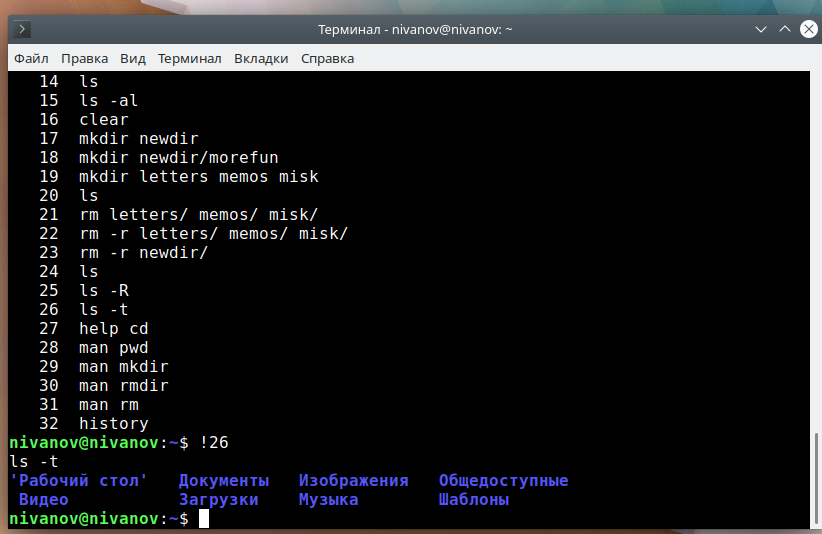 Терминал - nivanov@nivanov: ~
Файл Правка Вид Терминал Вкладки Справка
14 ls
15 ls -al
16 clear
17 mkdir newdir
18 mkdir newdir/morefun
19 mkdir letters memos misk
20 ls
21 rm letters/ memos/ misk/
22 rm -r letters/ memos/ misk/
23 rm -r newdir/
24 ls
25 ls -R
26 ls -t
27 help cd
28 man pwd
29 man mkdir
30 man rmdir
31 man rm
32 history
nivanov@nivanov:~$ !26
ls -t
'Рабочий стол' Документы Изображения Общедоступные
Видео Загрузки Музыка Шаблоны
nivanov@nivanov:~$